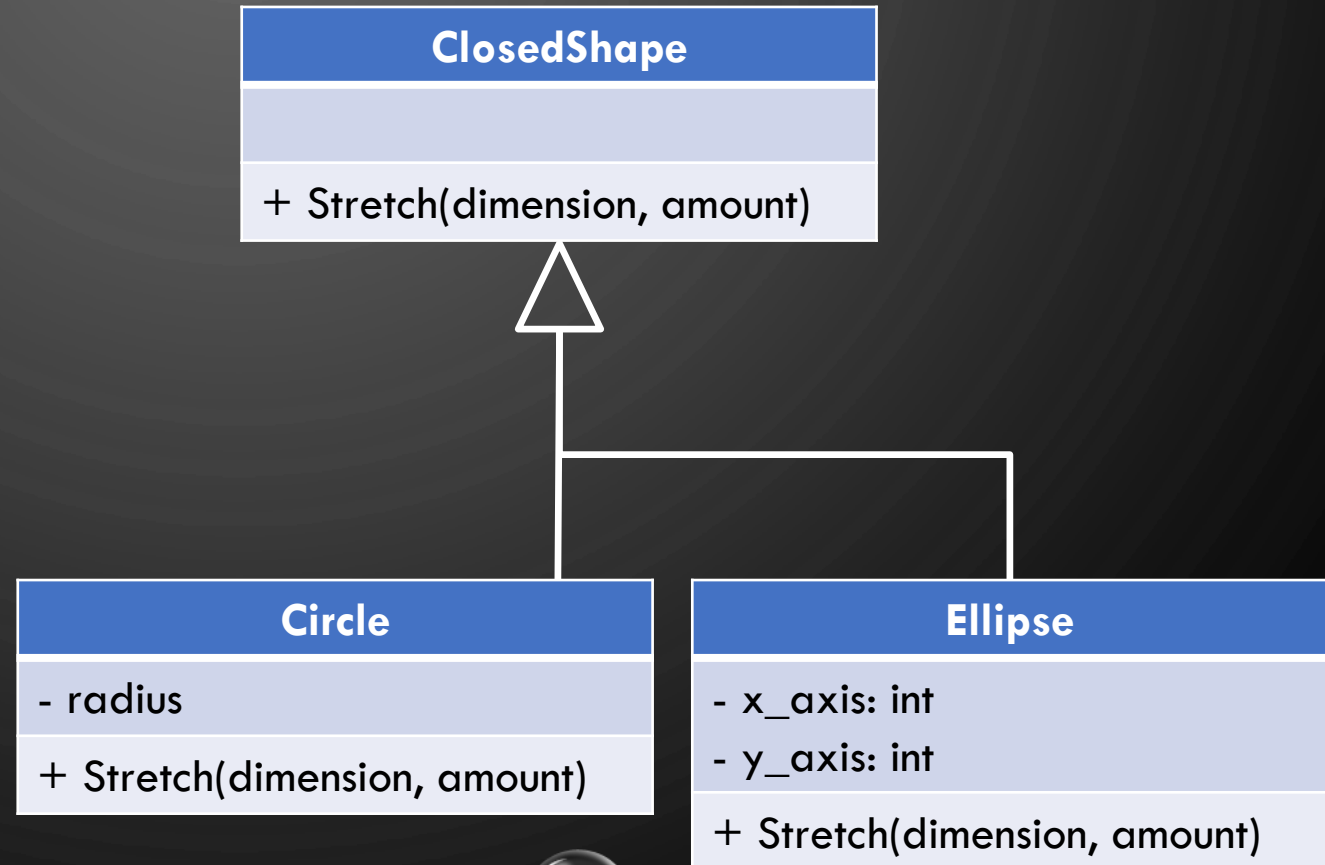 ClosedShape
+ Stretch(dimension, amount)
Circle
- radius
+ Stretch(dimension, amount)
Ellipse
- x_axis: int
- y_axis: int
+ Stretch(dimension, amount)